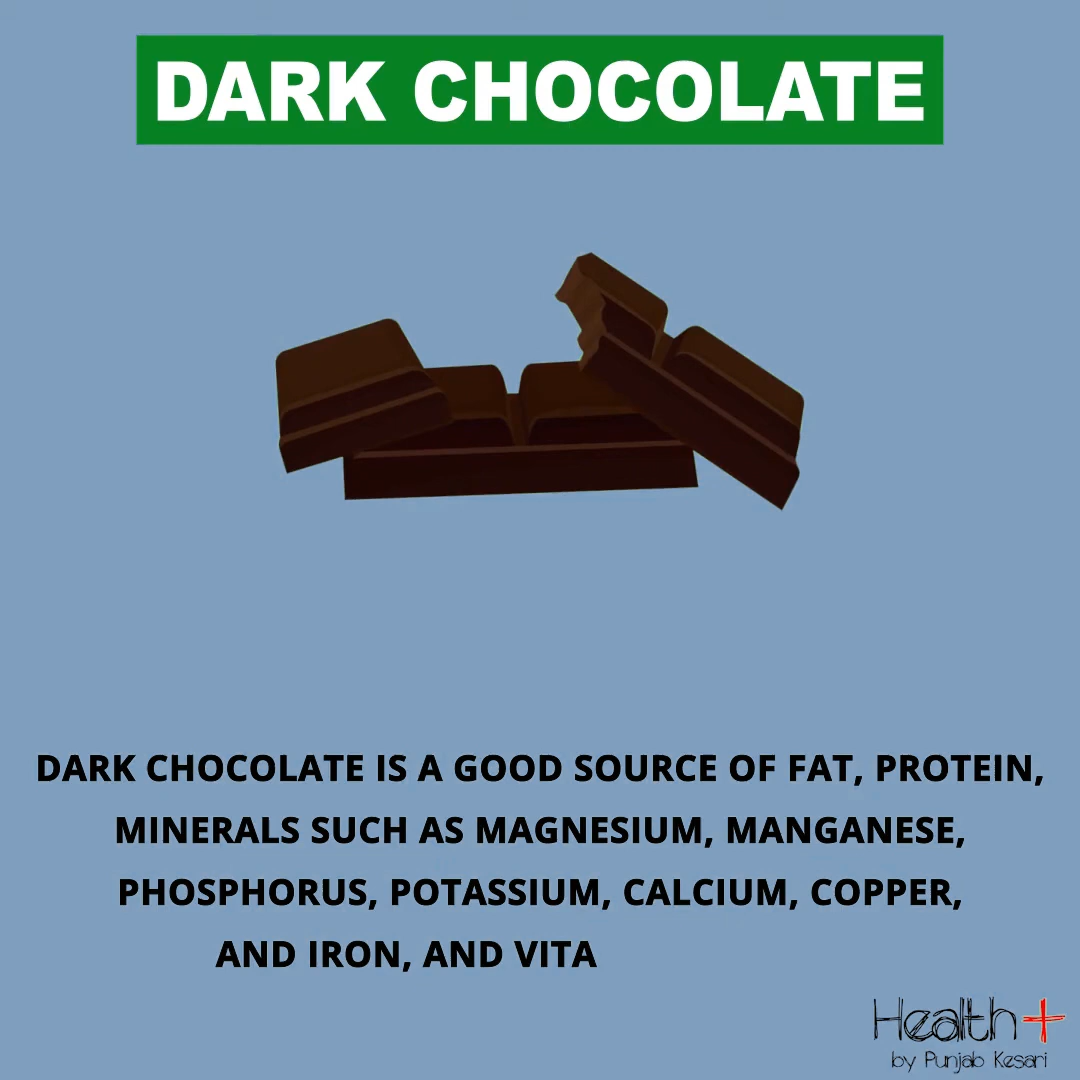 DARK CHOCOLATE
DARK CHOCOLATE IS A GOOD SOURCE OF FAT, PROTEIN,
MINERALS SUCH AS MAGNESIUM, MANGANESE,
PHOSPHORUS, POTASSIUM, CALCIUM, COPPER,
AND IRON, AND VITA
Health+
by Punjab Kesari